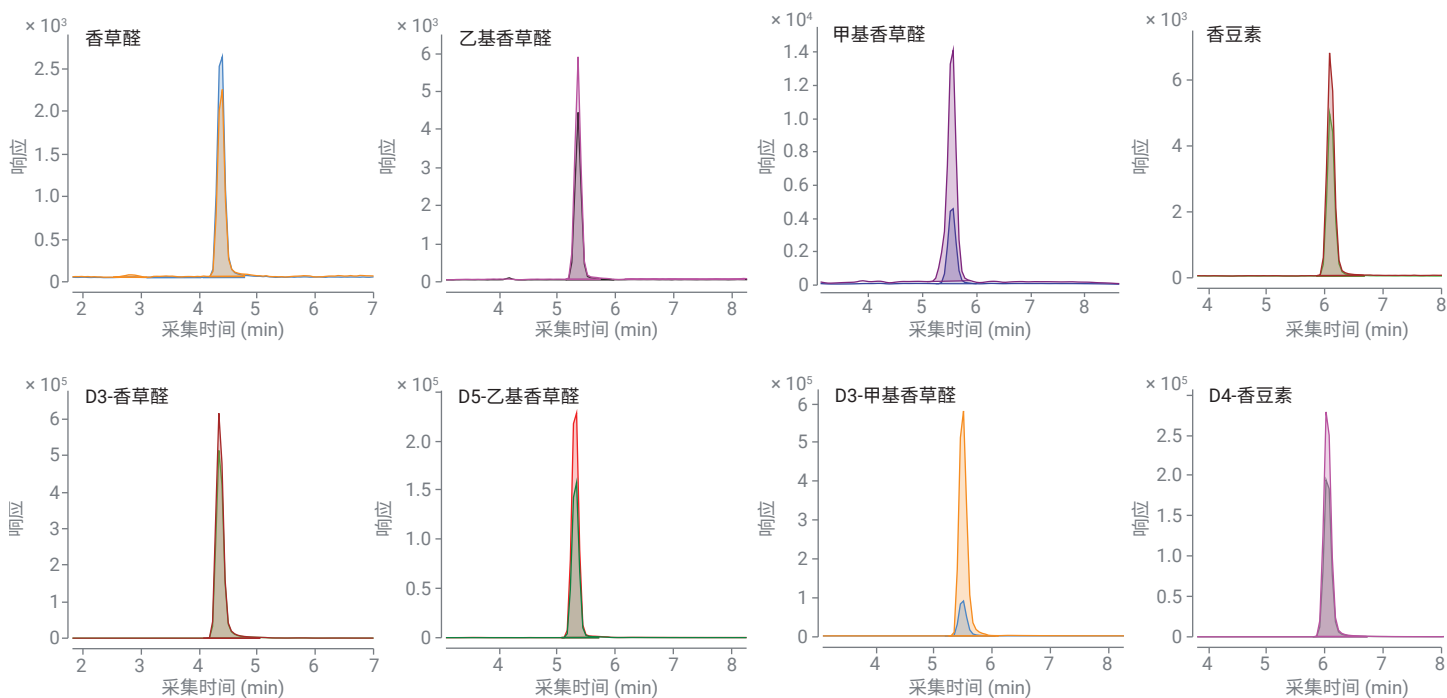 × 10³
香草醛
2.5
2.0
1.5
1.0
0.5
0
响应
2 3 4 5 6 7
采集时间 (min)
× 10³
乙基香草醛
6
5
4
3
2
1
0
响应
4 5 6 7 8
采集时间 (min)
× 10⁴
甲基香草醛
1.4
1.2
1.0
0.8
0.6
0.4
0.2
0
响应
4 5 6 7 8
采集时间 (min)
× 10³
香豆素
6
4
2
0
响应
4 5 6 7 8
采集时间 (min)
× 10⁵
D3-香草醛
6
5
4
3
2
1
0
响应
2 3 4 5 6 7
采集时间 (min)
× 10⁵
D5-乙基香草醛
2.0
1.5
1.0
0.5
0
响应
4 5 6 7 8
采集时间 (min)
× 10⁵
D3-甲基香草醛
6
5
4
3
2
1
0
响应
4 5 6 7 8
采集时间 (min)
× 10⁵
D4-香豆素
2.5
2.0
1.5
1.0
0.5
0
响应
4 5 6 7 8
采集时间 (min)